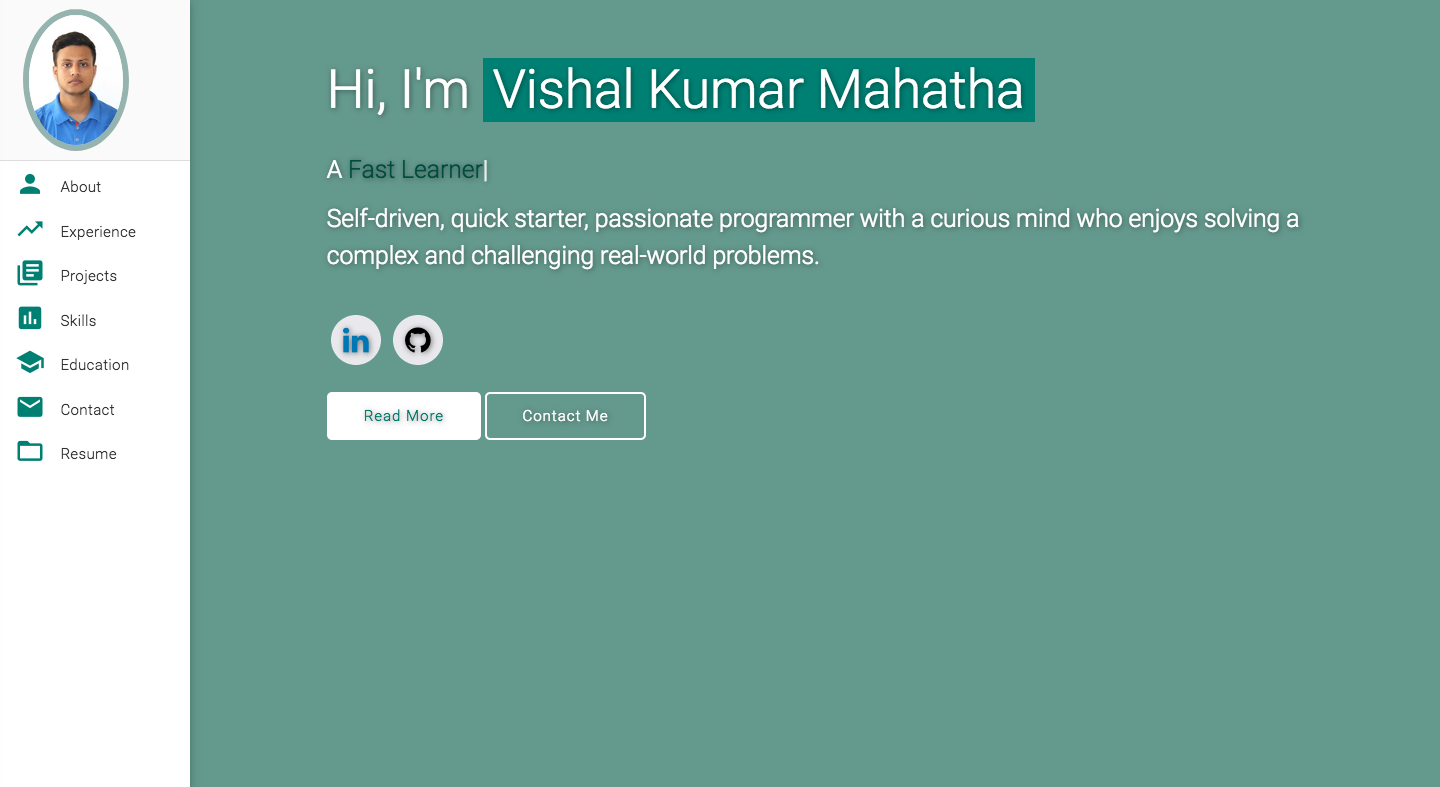 About
Experience
Projects
Skills
Education
Contact
Resume
Hi, I'm Vishal Kumar Mahatha
A Fast Learner|
Self-driven, quick starter, passionate programmer with a curious mind who enjoys solving a
complex and challenging real-world problems.
in
Read More Contact Me